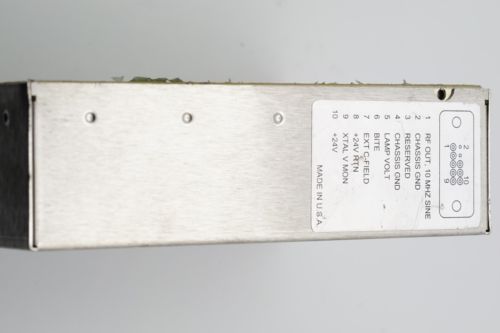 2
1
10
9
1 RF OUT, 10 MHZ SINE
2 CHASSIS GND
3 RESERVED
4 CHASSIS GND
5 LAMP VOLT
6 BITE
7 EXT C-FIELD
8 +24V RTN
9 XTAL V MON
10 +24V
MADE IN U.S.A